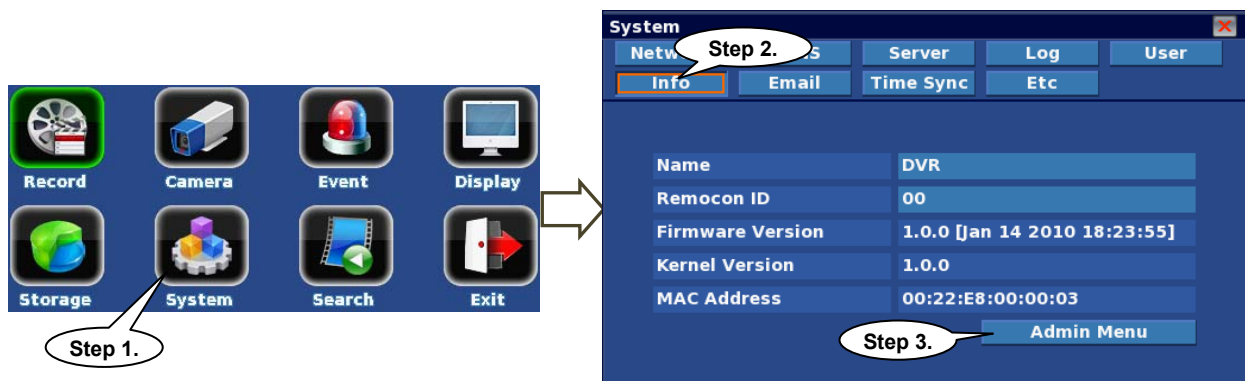 Record Camera Event Display
Storage System Search Exit
Step 1.
System
Netw S Server Log User
Step 2.
Info Email Time Sync Etc
Name DVR
Remocon ID 00
Firmware Version 1.0.0 [Jan 14 2010 18:23:55]
Kernel Version 1.0.0
MAC Address 00:22:E8:00:00:03
Admin Menu
Step 3.